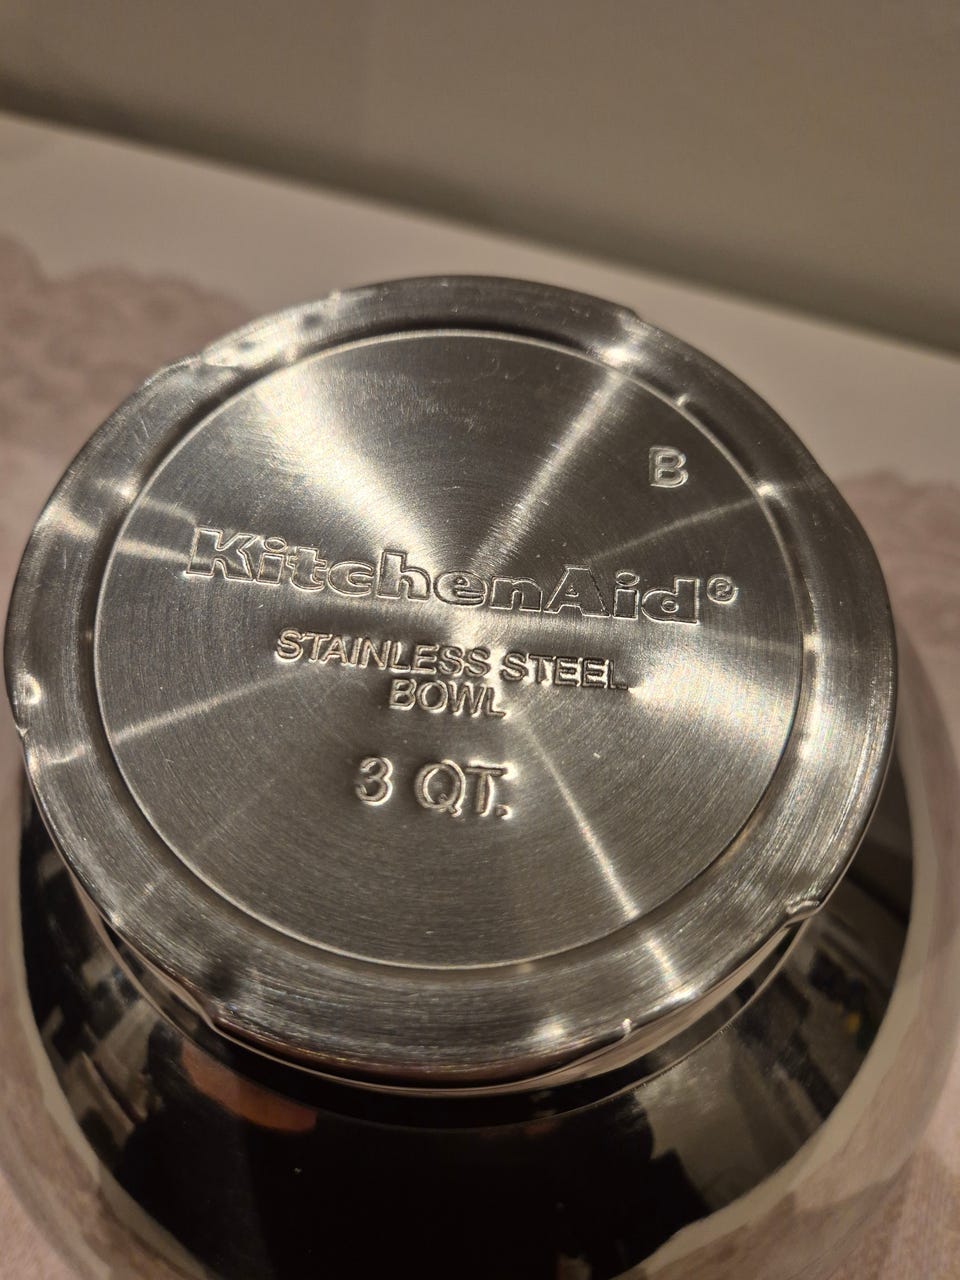 B
KitchenAid®
STAINLESS STEEL
BOWL
3 QT.